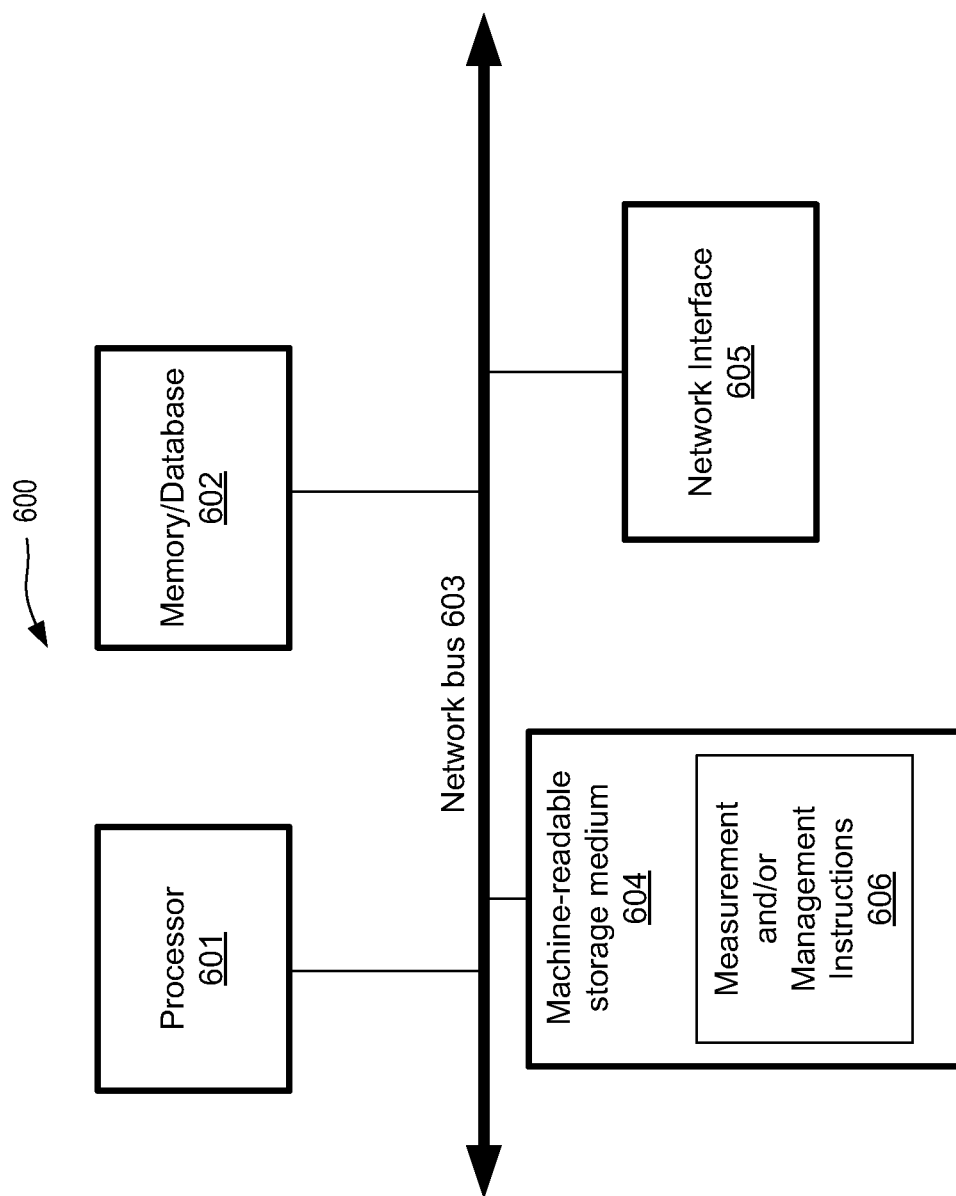 600
Processor
601
Memory/Database
602
Network bus 603
Machine-readable
storage medium
604
Measurement
and/or
Management
Instructions
606
Network Interface
605